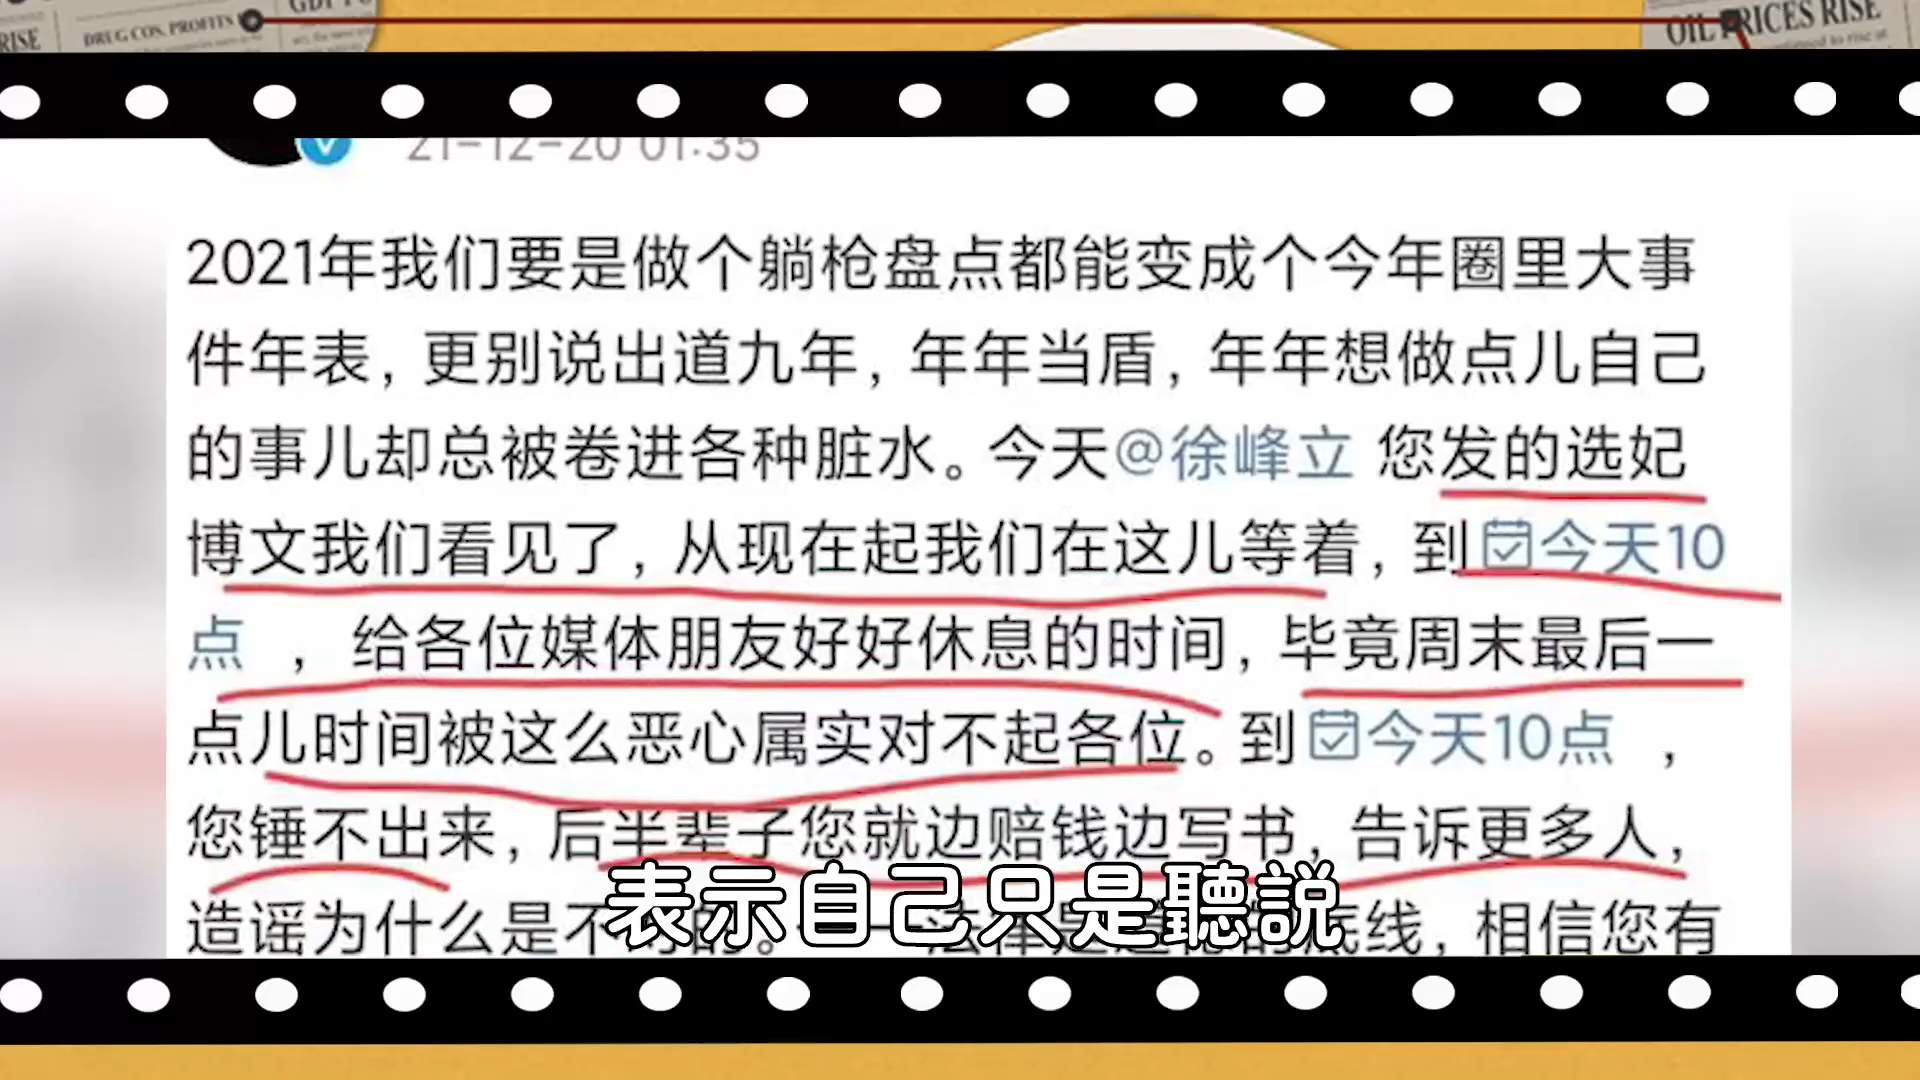 RISE
DRUG CON. PROFITS
GDP
OIL PRICES RISE
21-12-20 01:35
2021年我们要是做个躺枪盘点都能变成个今年圈里大事
件年表，更别说出道九年，年年当盾，年年想做点儿自己
的事儿却总被卷进各种脏水。今天@徐峰立 您发的选妃
博文我们看见了，从现在起我们在这儿等着，到今天10
点 ，给各位媒体朋友好好休息的时间，毕竟周末最后一
点儿时间被这么恶心属实对不起各位。到今天10点 ，
您锤不出来，后半辈子您就边赔钱边写书，告诉更多人，
造谣为什么是不对的。 底线，相信您有
表示自己只是聽説